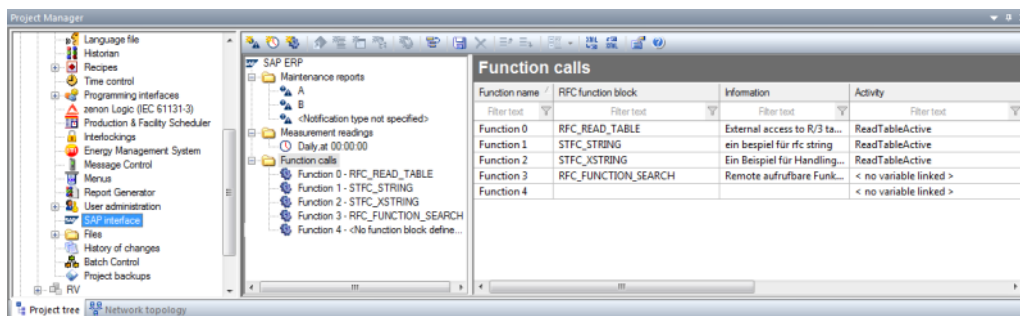 Project Manager
Language file
Historian
Recipes
Time control
Programming interfaces
zenon Logic (IEC 61131-3)
Production & Facility Scheduler
Interlockings
Energy Management System
Message Control
Menus
Report Generator
User administration
SAP interface
Files
History of changes
Batch Control
Project backups
RV
Project tree
Network topology
SAP ERP
Maintenance reports
A
B
<Notification type not specified>
Measurement readings
Daily,at 00:00:00
Function calls
Function 0 - RFC_READ_TABLE
Function 1 - STFC_STRING
Function 2 - STFC_XSTRING
Function 3 - RFC_FUNCTION_SEARCH
Function 4 - <No function block define...
Function calls
Function name RFC function block Information Activity
Filter text Filter text Filter text Filter text
Function 0 RFC_READ_TABLE External access to R/3 ta... ReadTableActive
Function 1 STFC_STRING ein bespiel für rfc string ReadTableActive
Function 2 STFC_XSTRING Ein Beispiel für Handling... ReadTableActive
Function 3 RFC_FUNCTION_SEARCH Remote aufrufbare Funk... < no variable linked >
Function 4 < no variable linked >